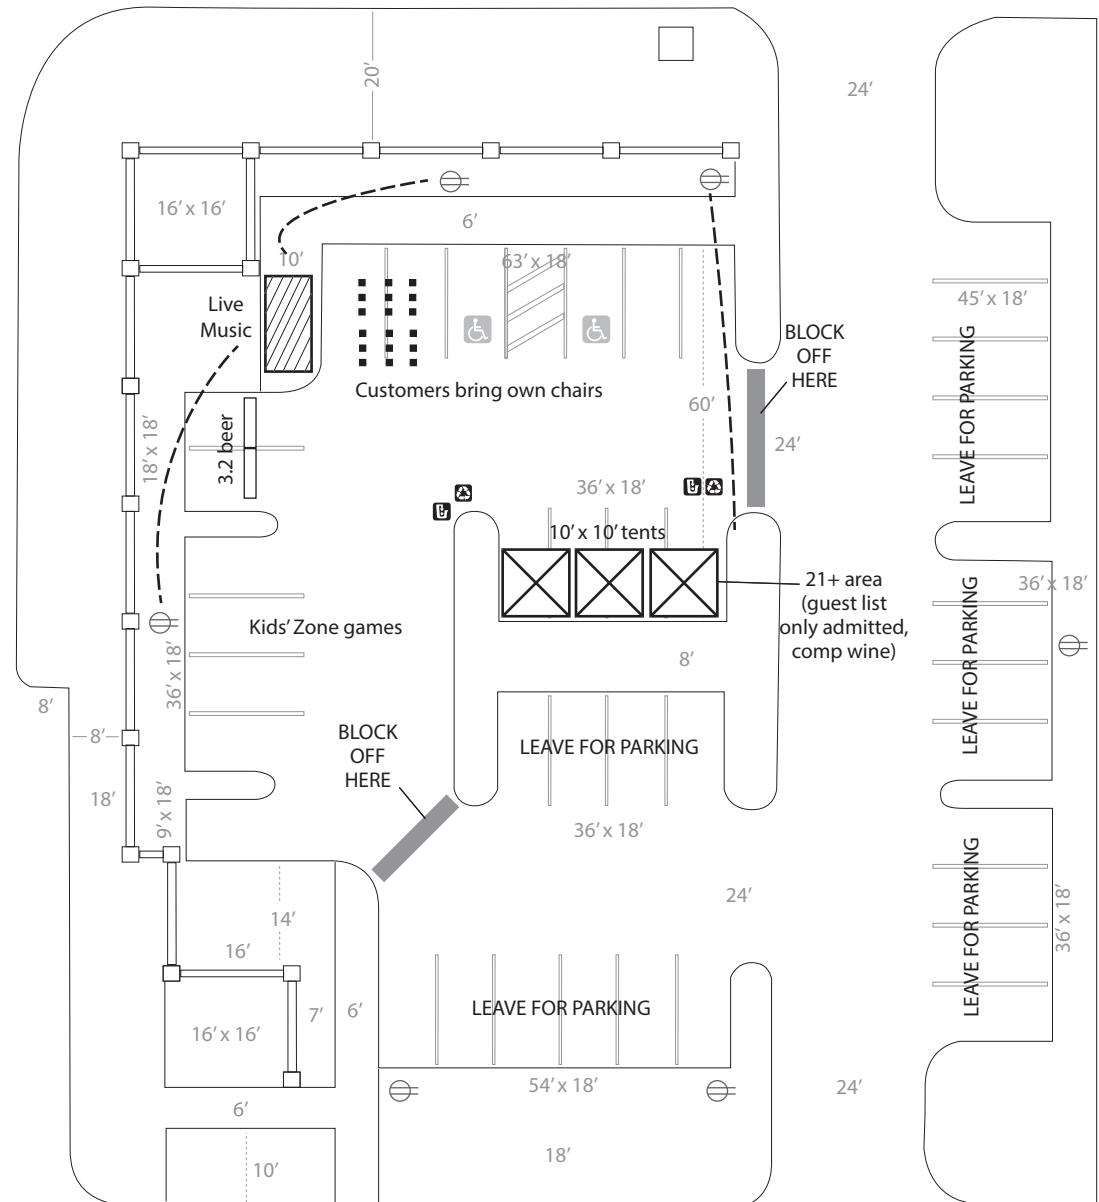 20’
24’
16’ x 16’
6’
10’
63’ x 18’
45’ x 18’
Live
Music
BLOCK
OFF
HERE
LEAVE FOR PARKING
Customers bring own chairs
60’
3.2 beer
18’ x 18’
24’
36’ x 18’
10’ x 10’ tents
21+ area
(guest list
only admitted,
comp wine)
36’ x 18’
LEAVE FOR PARKING
Kids’ Zone games
36’ x 18’
8’
8’
8’
BLOCK
OFF
HERE
LEAVE FOR PARKING
18’
9’ x 18’
36’ x 18’
LEAVE FOR PARKING
36’ x 18’
24’
14’
16’
16’ x 16’
7’
6’
LEAVE FOR PARKING
54’ x 18’
24’
6’
10’
18’